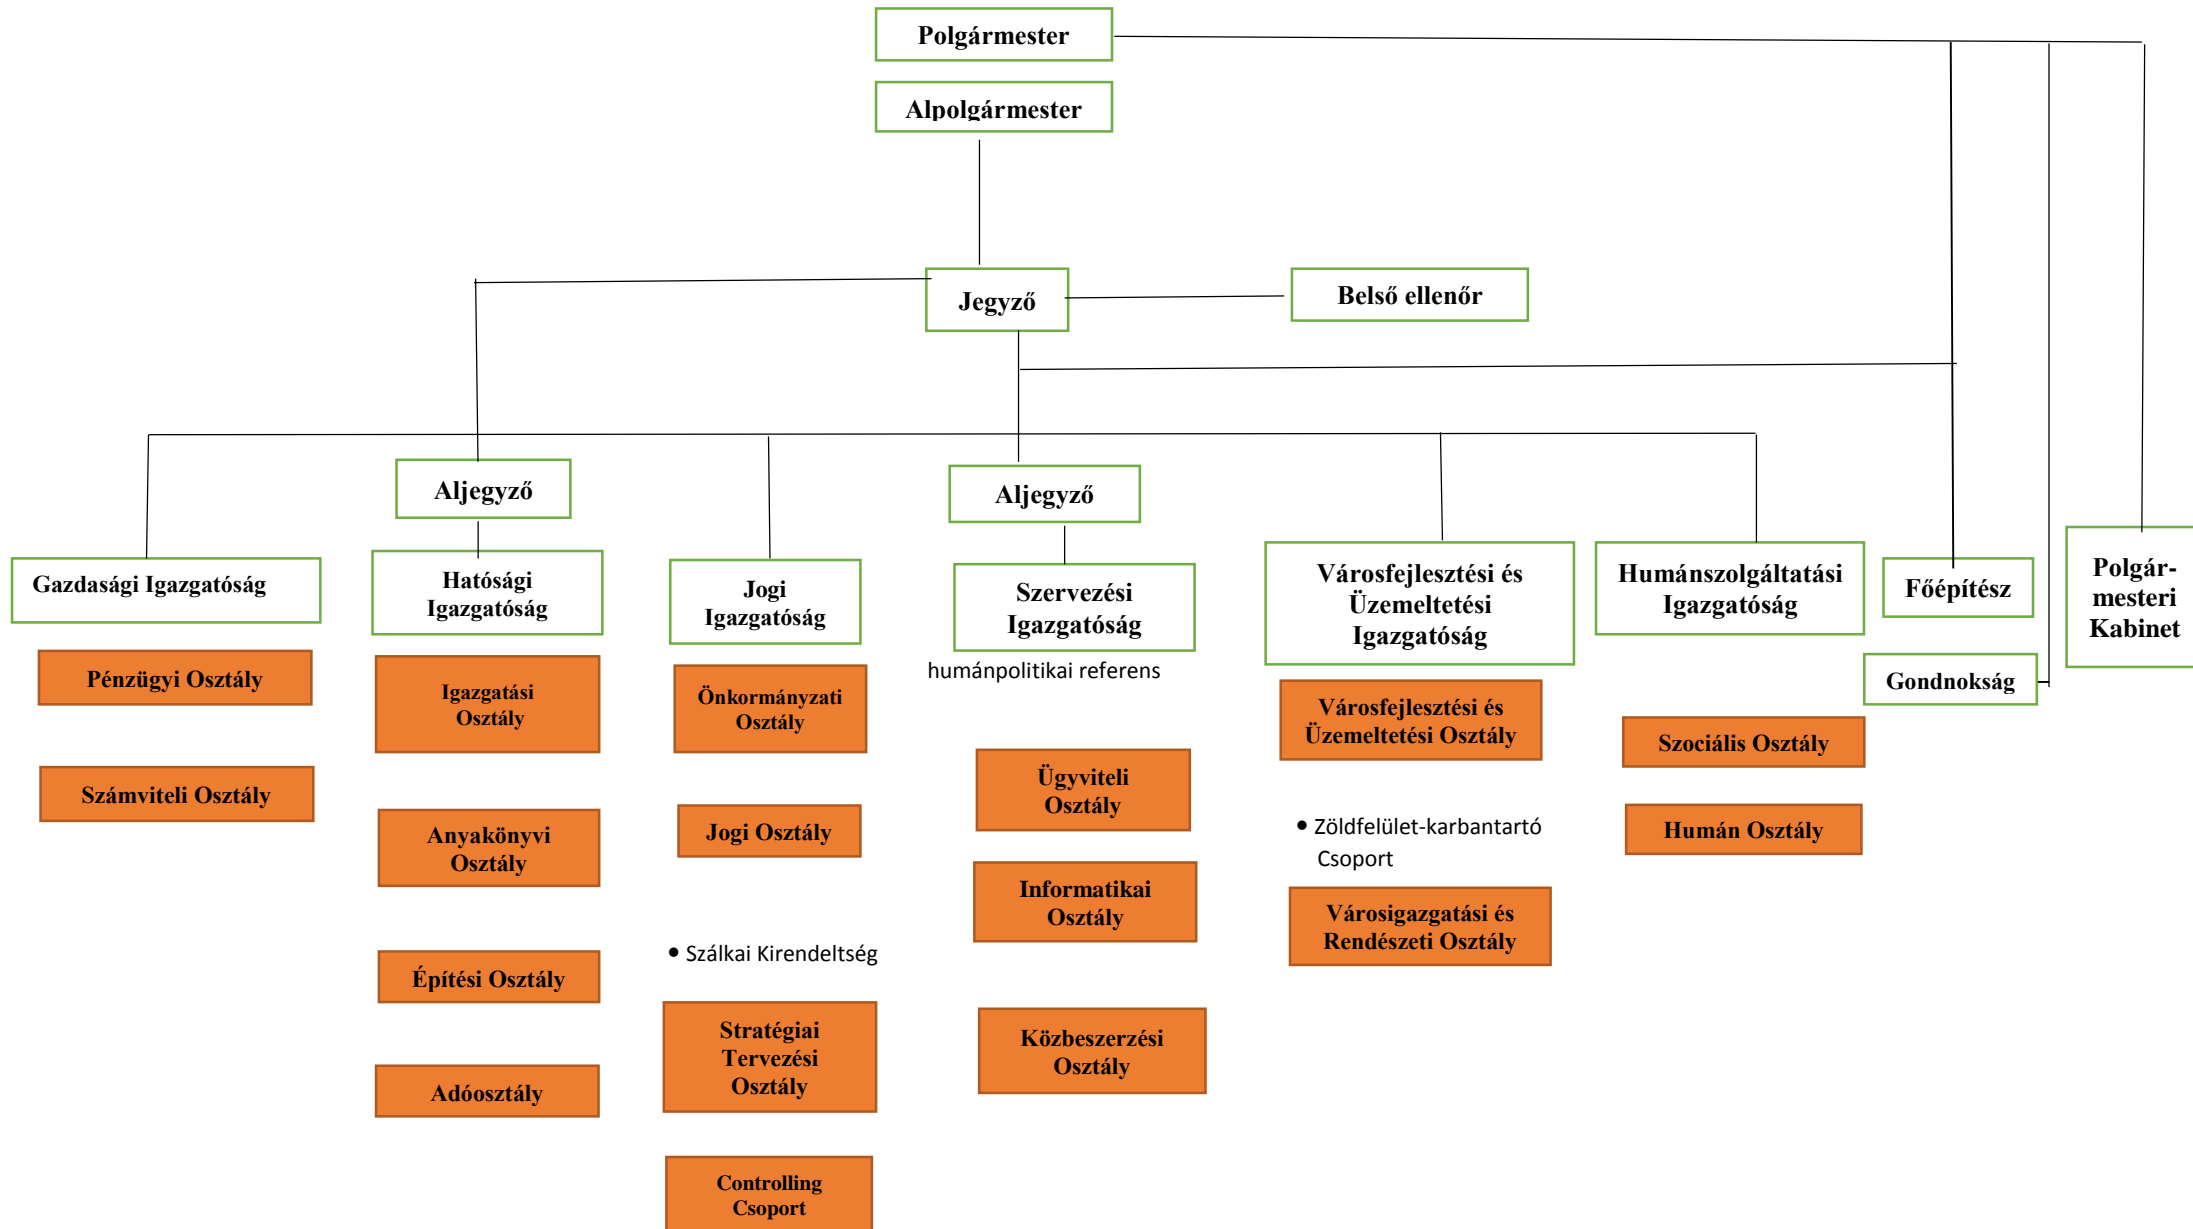 Polgármester
Alpolgármester
Jegyző
Belső ellenőr
Aljegyző
Aljegyző
Gazdasági Igazgatóság
Pénzügyi Osztály
Számviteli Osztály
Hatósági
Igazgatóság
Igazgatási
Osztály
Anyakönyvi
Osztály
Építési Osztály
Adóosztály
Jogi
Igazgatóság
Önkormányzati
Osztály
Jogi Osztály
• Szálkai Kirendeltség
Stratégiai
Tervezési
Osztály
Controlling
Csoport
Szervezési
Igazgatóság
humánpolitikai referens
Ügyviteli
Osztály
Informatikai
Osztály
Közbeszerzési
Osztály
Városfejlesztési és
Üzemeltetési
Igazgatóság
Városfejlesztési és
Üzemeltetési Osztály
• Zöldfelület-karbantartó
Csoport
Városigazgatási és
Rendészeti Osztály
Humánszolgáltatási
Igazgatóság
Szociális Osztály
Humán Osztály
Főépítész
Gondnokság
Polgár-
mesteri
Kabinet